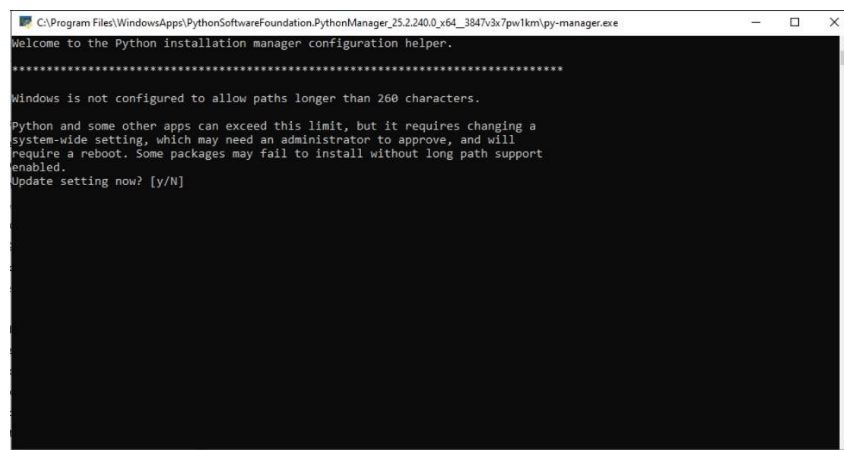 C:\Program Files\WindowsApps\PythonSoftwareFoundation.PythonManager_25.2.240.0_x64__3847v3x7pw1km\py-manager.exe
Welcome to the Python installation manager configuration helper.
********************************************************************************
Windows is not configured to allow paths longer than 260 characters.
Python and some other apps can exceed this limit, but it requires changing a
system-wide setting, which may need an administrator to approve, and will
require a reboot. Some packages may fail to install without long path support
enabled.
Update setting now? [y/N]